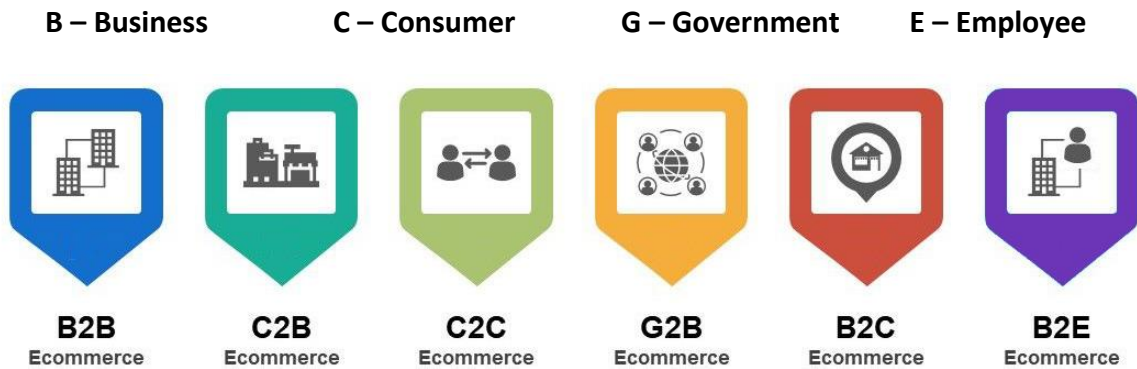 B – Business C – Consumer G – Government E – Employee
B2B C2B C2C G2B B2C B2E
Ecommerce Ecommerce Ecommerce Ecommerce Ecommerce Ecommerce